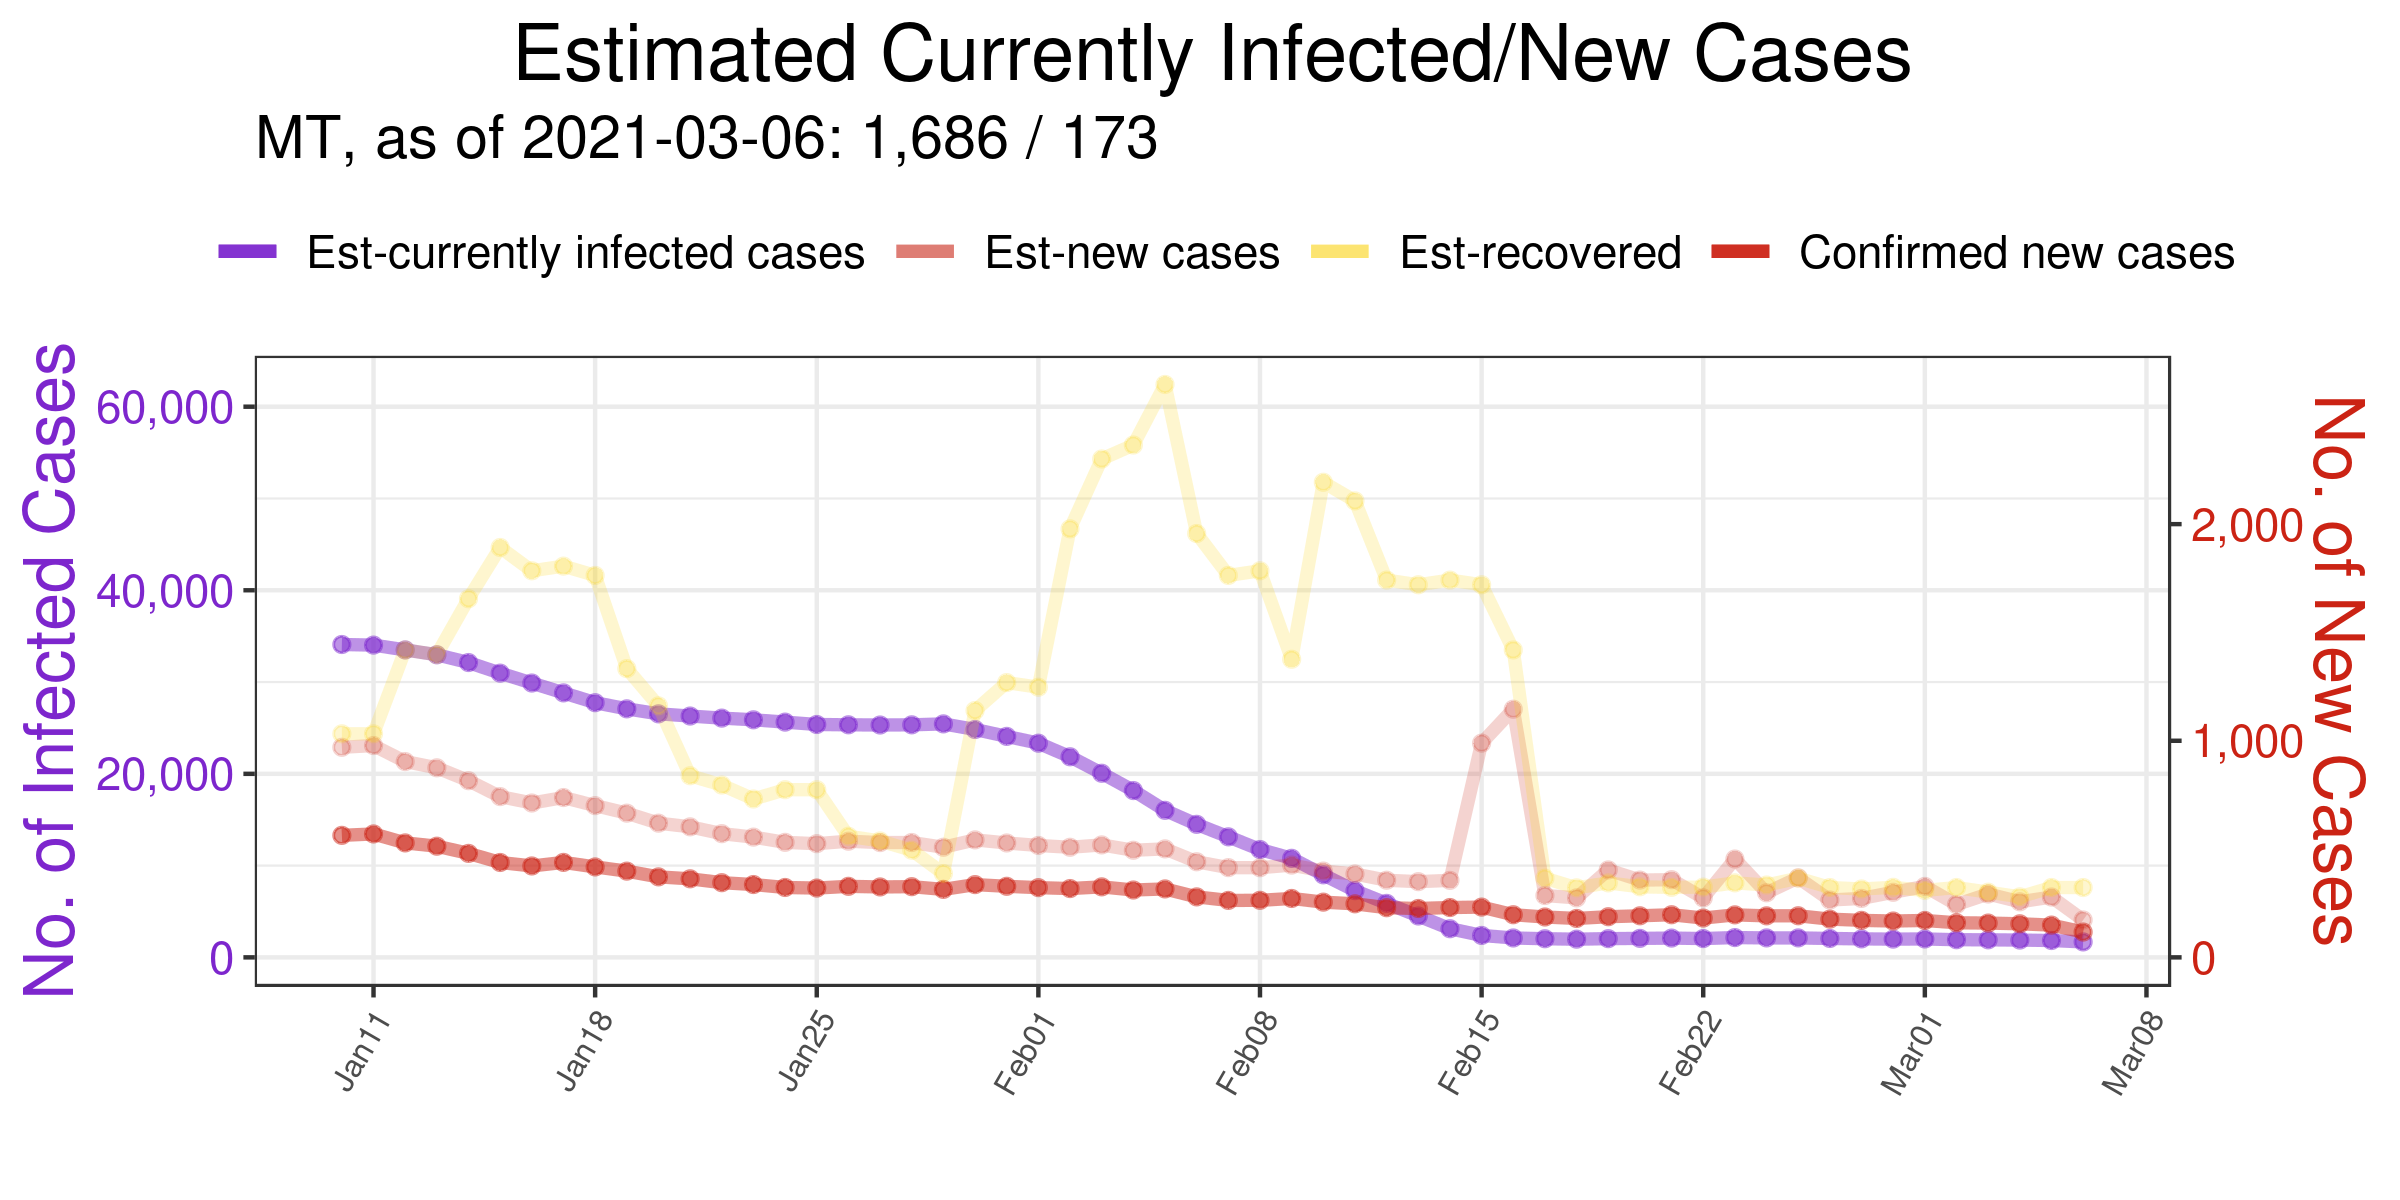 Estimated Currently Infected/New Cases
MT, as of 2021-03-06: 1,686 / 173
Est-currently infected cases Est-new cases Est-recovered Confirmed new cases
No. of Infected Cases
60,000
40,000
20,000
0
2,000
1,000
0
No. of New Cases
Jan11 Jan18 Jan25 Feb01 Feb08 Feb15 Feb22 Mar01 Mar08